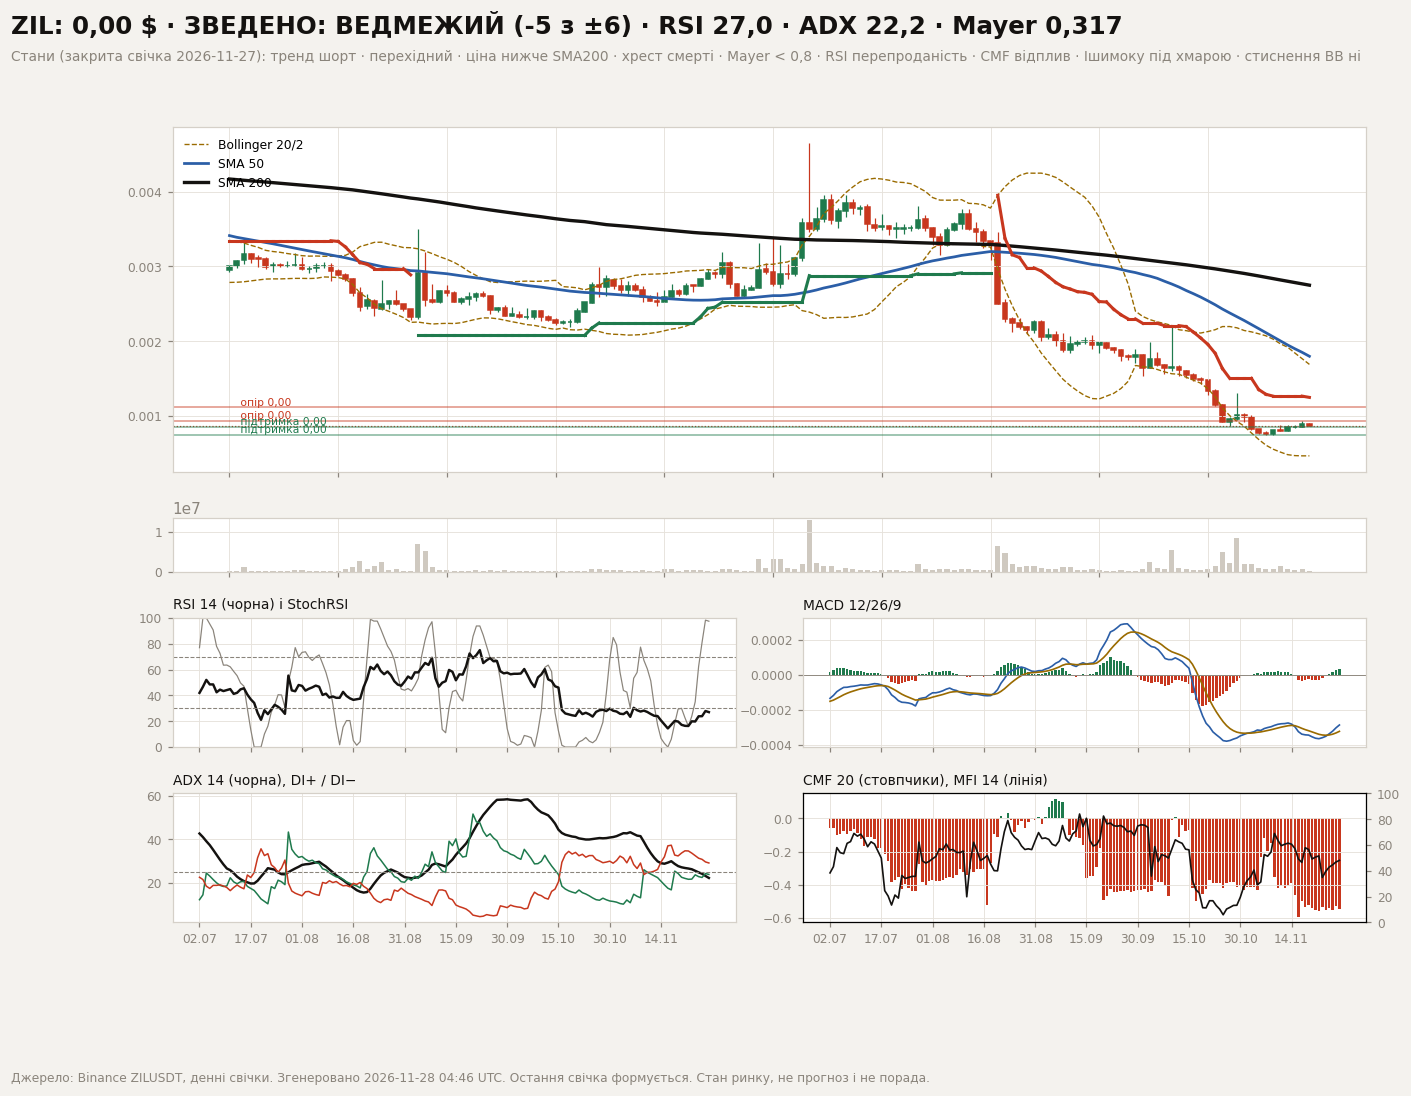 ZIL: 0,00 $ · ЗВЕДЕНО: ВЕДМЕЖИЙ (-5 з ±6) · RSI 27,0 · ADX 22,2 · Mayer 0,317
Стани (закрита свічка 2026-11-27): тренд шорт · перехідний · ціна нижче SMA200 · хрест смерті · Mayer < 0,8 · RSI перепроданість · CMF відплив · Ішимоку під хмарою · стиснення BB ні
Bollinger 20/2
SMA 50
SMA 200
0.004
0.003
0.002
0.001
опір 0,00
опір 0,00
підтримка 0,00
підтримка 0,00
1e7
1
0
RSI 14 (чорна) і StochRSI
100
80
60
40
20
0
MACD 12/26/9
0.0002
0.0000
−0.0002
−0.0004
ADX 14 (чорна), DI+ / DI−
60
40
20
02.07 17.07 01.08 16.08 31.08 15.09 30.09 15.10 30.10 14.11
CMF 20 (стовпчики), MFI 14 (лінія)
0.0
−0.2
−0.4
−0.6
100
80
60
40
20
0
02.07 17.07 01.08 16.08 31.08 15.09 30.09 15.10 30.10 14.11
Джерело: Binance ZILUSDT, денні свічки. Згенеровано 2026-11-28 04:46 UTC. Остання свічка формується. Стан ринку, не прогноз і не порада.